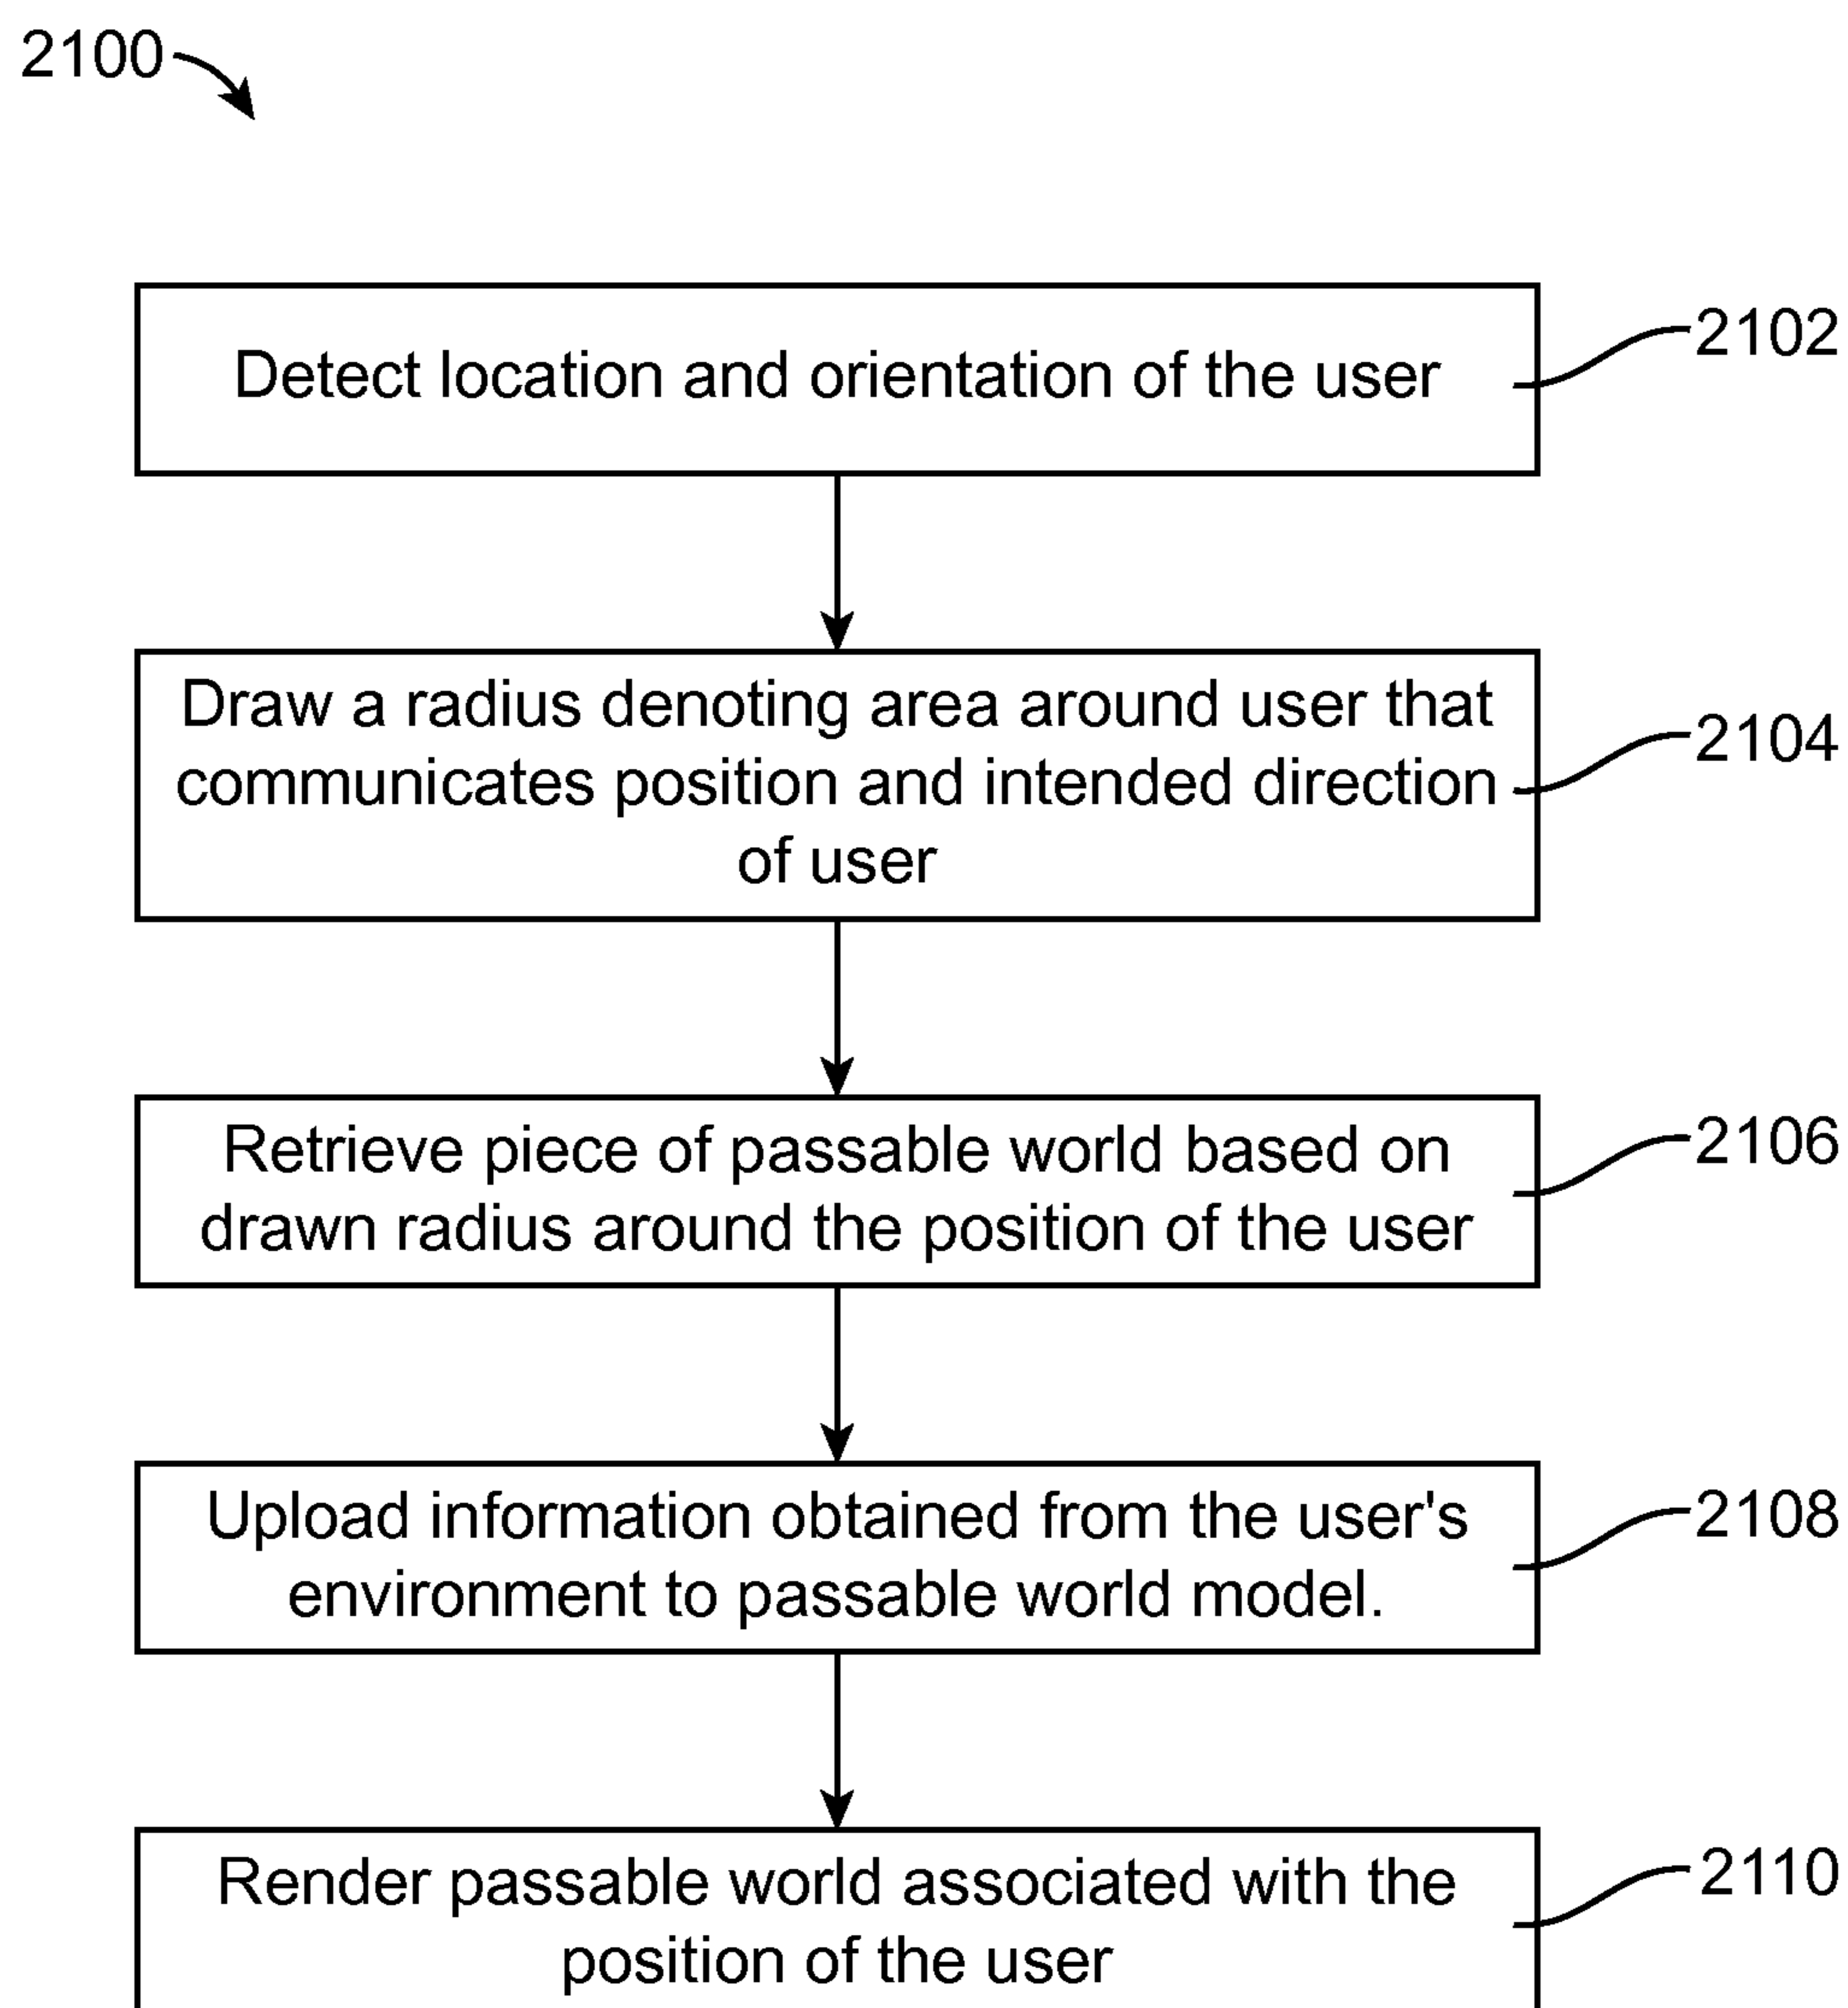 2100
Detect location and orientation of the user
2102
Draw a radius denoting area around user that
communicates position and intended direction
of user
2104
Retrieve piece of passable world based on
drawn radius around the position of the user
2106
Upload information obtained from the user's
environment to passable world model.
2108
Render passable world associated with the
position of the user
2110